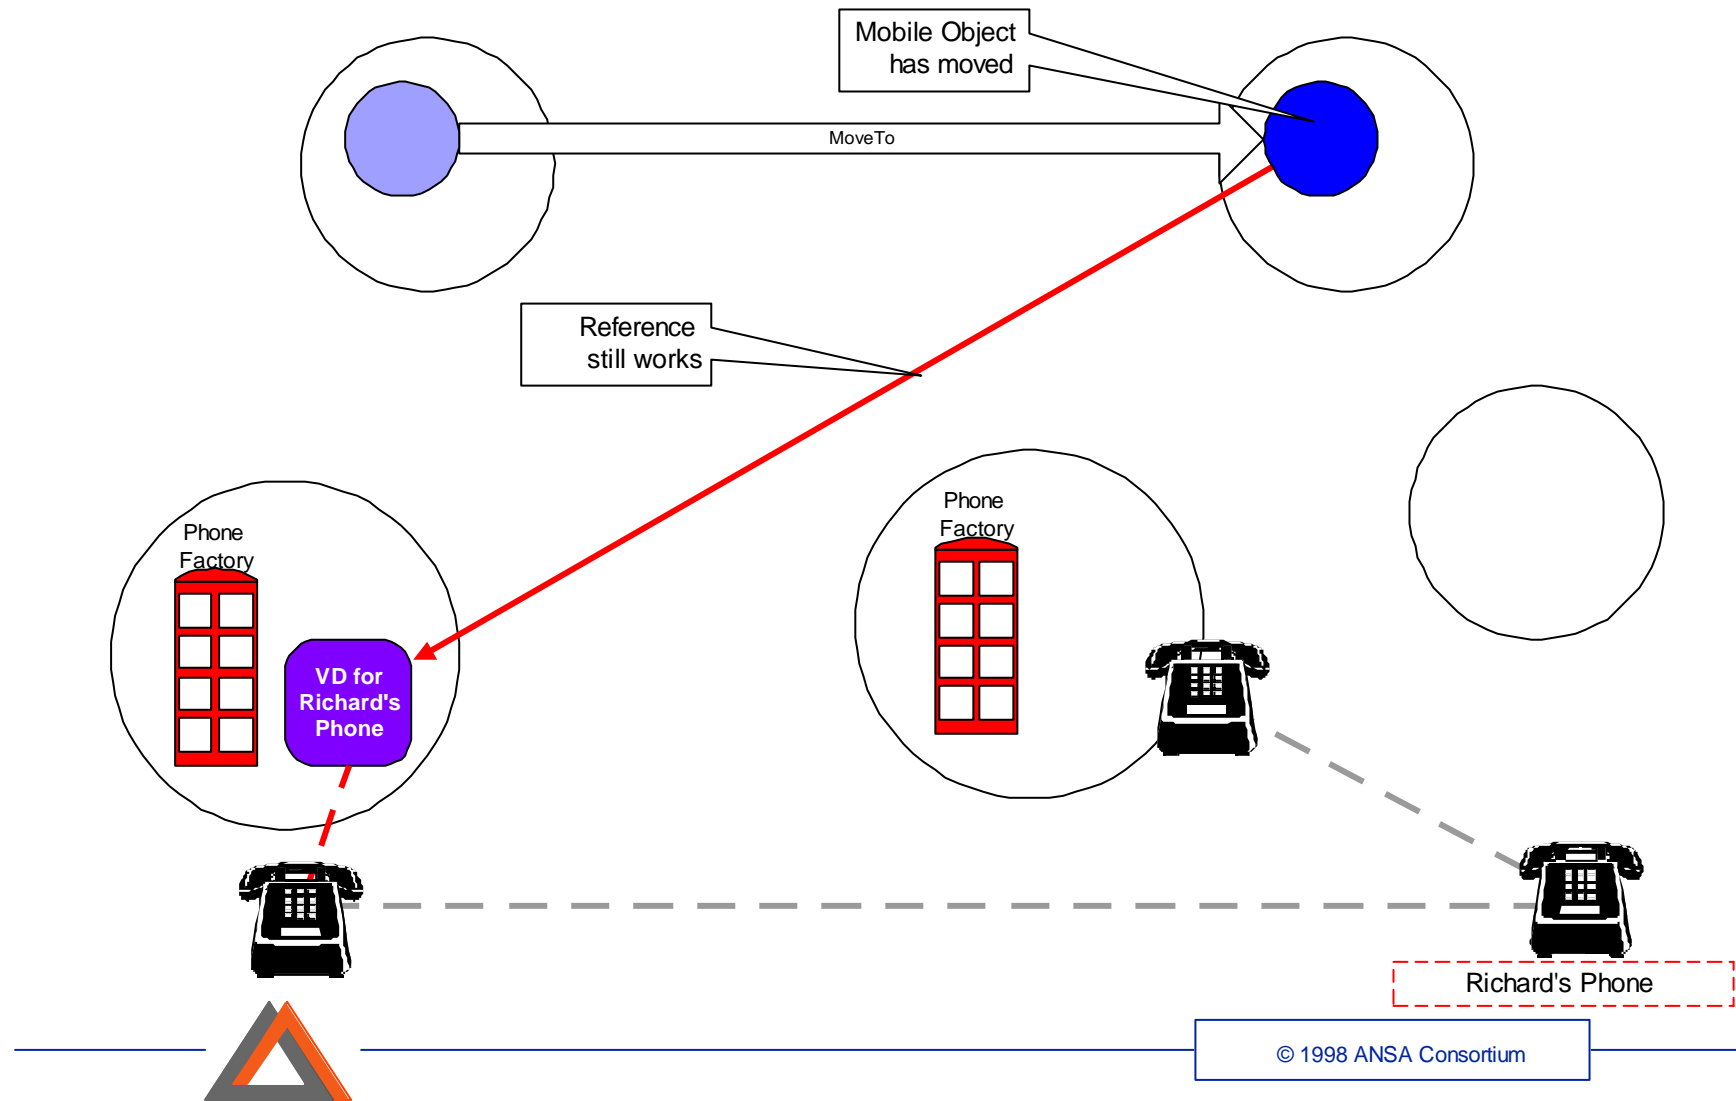 Mobile Object
has moved
MoveTo
Reference
still works
Phone
Factory
Phone
Factory
VD for
Richard's
Phone
Richard's Phone
© 1998 ANSA Consortium